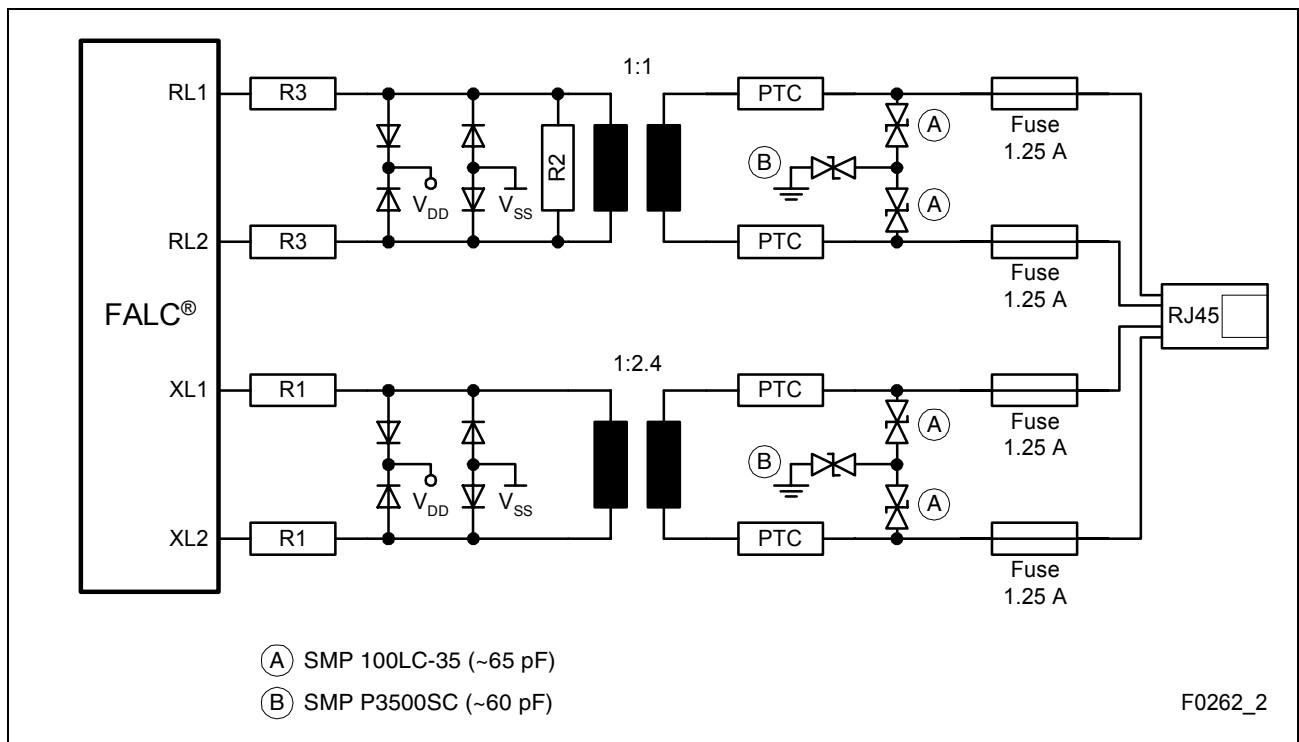 1:1
RL1
R3
PTC
A
Fuse
1.25 A
B
R2
VDD
VSS
A
RL2
R3
PTC
Fuse
1.25 A
FALC®
RJ45
1:2.4
XL1
R1
PTC
A
Fuse
1.25 A
B
VDD
VSS
A
XL2
R1
PTC
Fuse
1.25 A
A SMP 100LC-35 (~65 pF)
B SMP P3500SC (~60 pF)
F0262_2